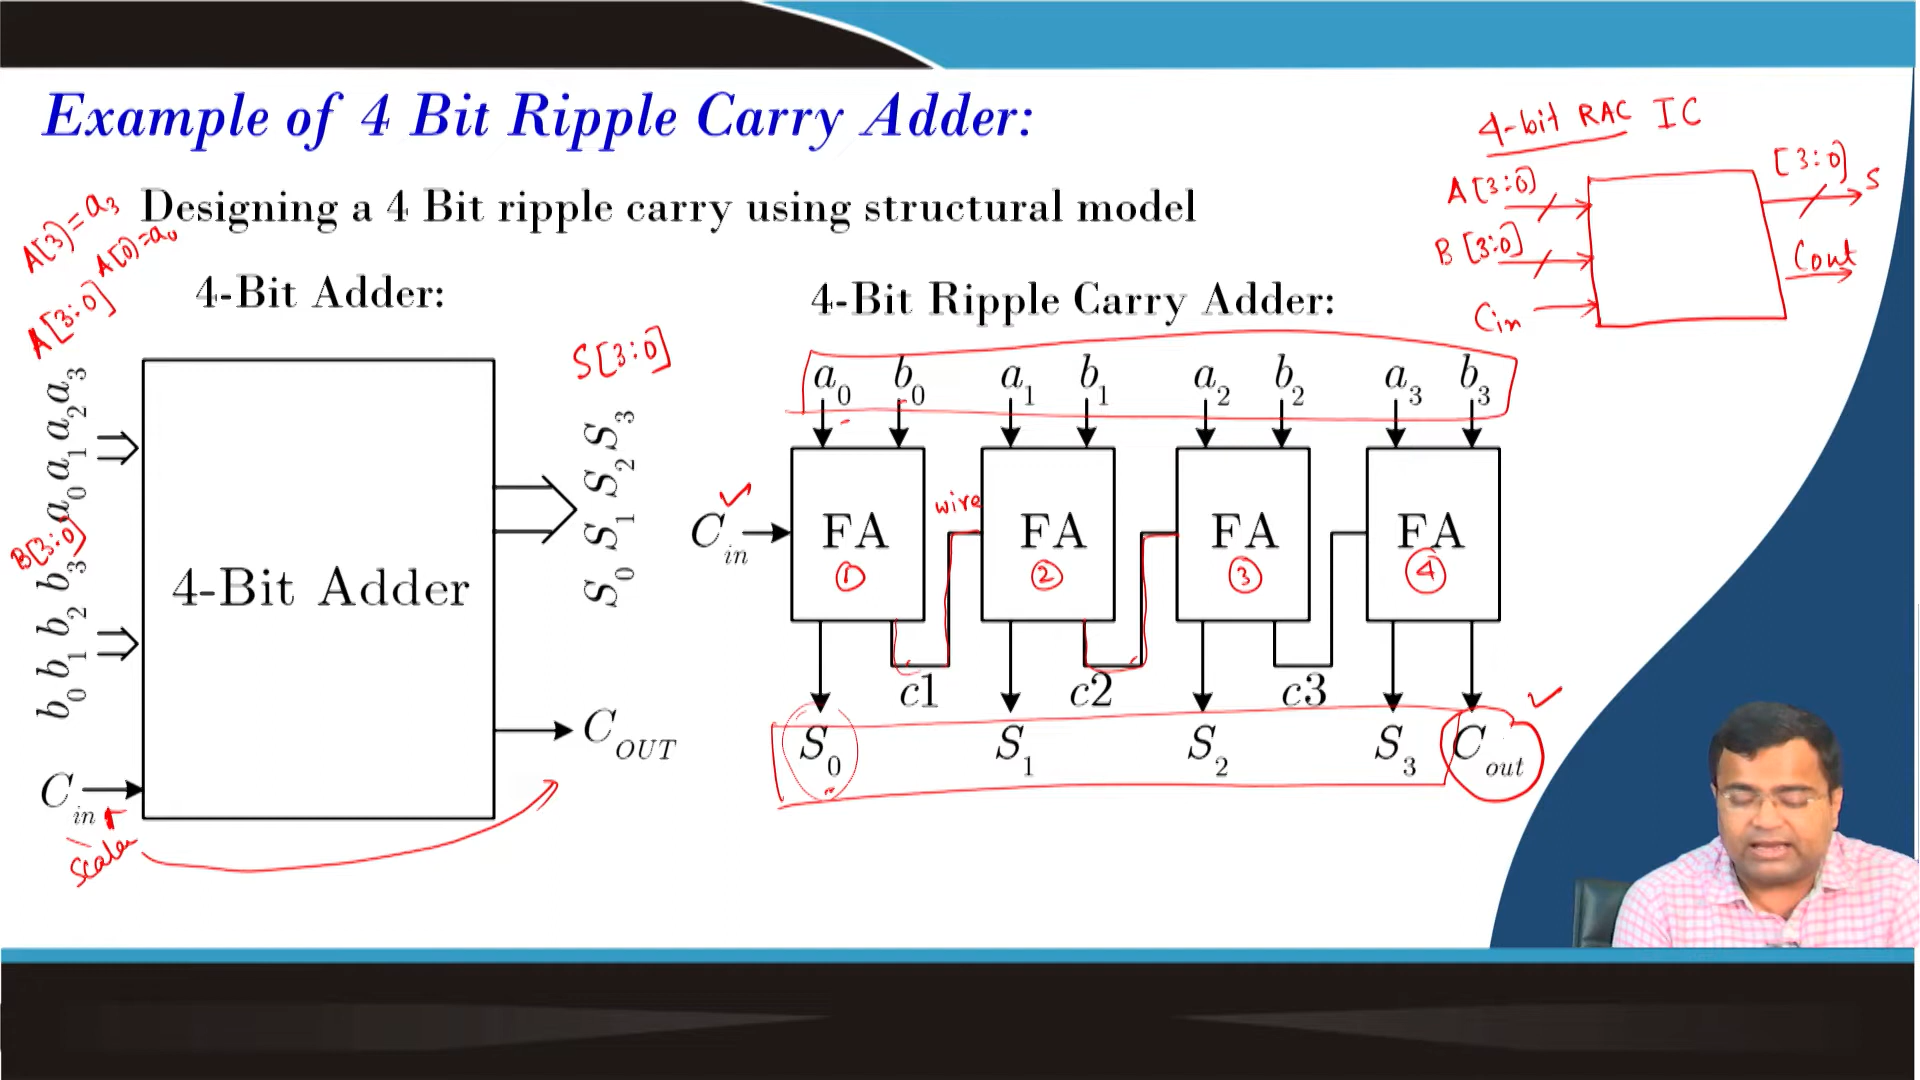 Example of 4 Bit Ripple Carry Adder:
4-bit RAC IC
A[3:0]
B[3:0]
Cin
[3:0]
S
Cout
Designing a 4 Bit ripple carry using structural model
A[3]=a3
A[0]=a0
A[3:0]
4-Bit Adder:
a0 a1 a2 a3
B[3:0]
b0 b1 b2 b3
Cin
scalar
4-Bit Adder
S[3:0]
S0 S1 S2 S3
COUT
4-Bit Ripple Carry Adder:
a0 b0 a1 b1 a2 b2 a3 b3
Cin FA wire FA FA FA
1 2 3 4
c1 c2 c3
S0 S1 S2 S3 Cout